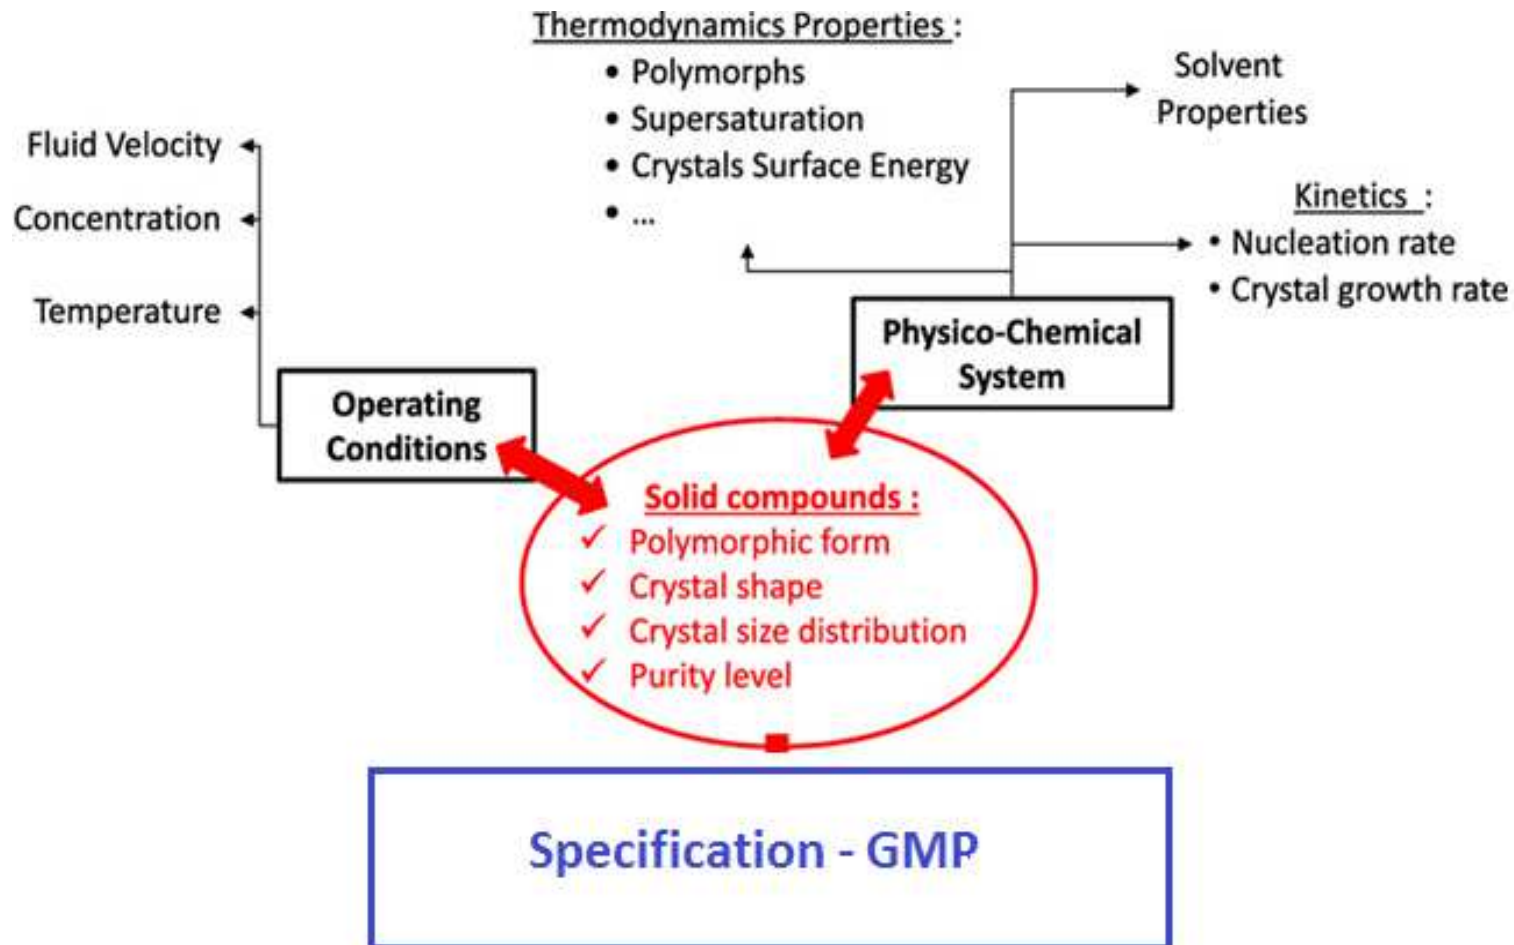 Thermodynamics Properties :
• Polymorphs
• Supersaturation
• Crystals Surface Energy
• ...
Solvent
Properties
Kinetics :
• Nucleation rate
• Crystal growth rate
Fluid Velocity
Concentration
Temperature
Physico-Chemical
System
Operating
Conditions
Solid compounds :
✓ Polymorphic form
✓ Crystal shape
✓ Crystal size distribution
✓ Purity level
Specification - GMP